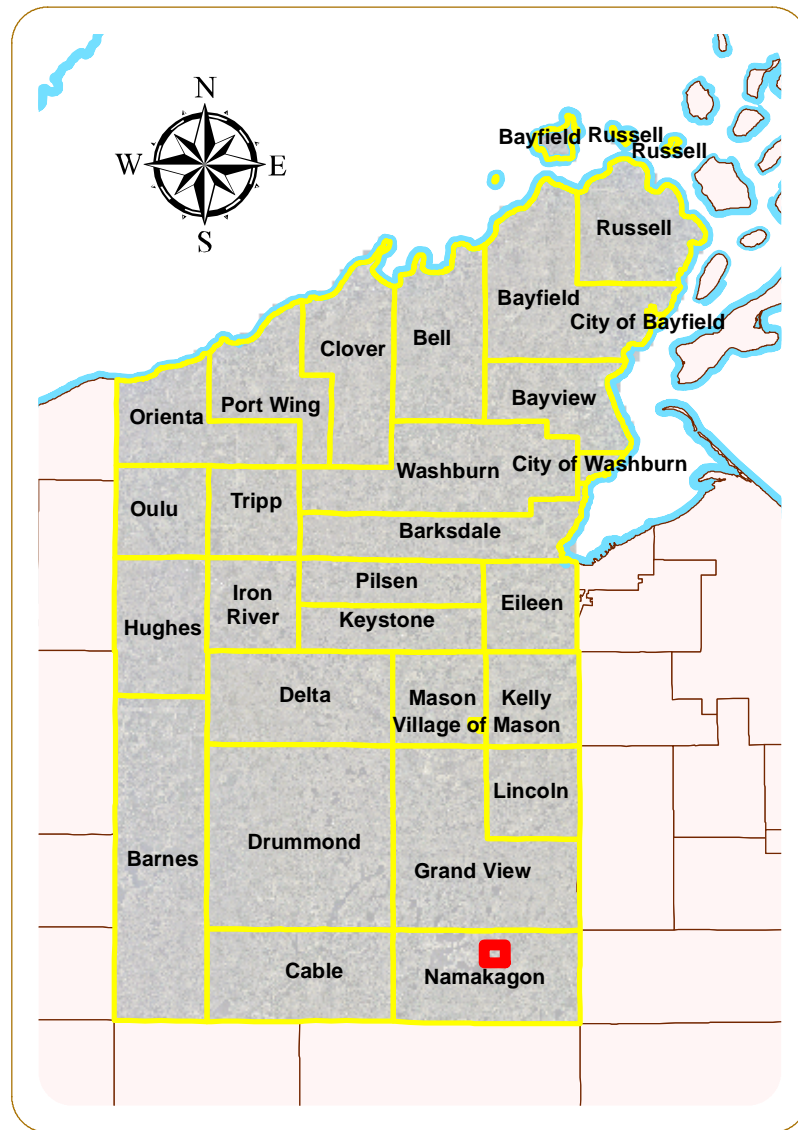 N
W
E
S
Bayfield
Russell
Russell
Russell
Bayfield
City of Bayfield
Clover
Bell
Bayview
Orienta
Port Wing
Washburn
City of Washburn
Oulu
Tripp
Barksdale
Pilsen
Iron
River
Eileen
Keystone
Hughes
Delta
Mason
Kelly
Village of Mason
Lincoln
Drummond
Barnes
Grand View
Cable
Namakagon